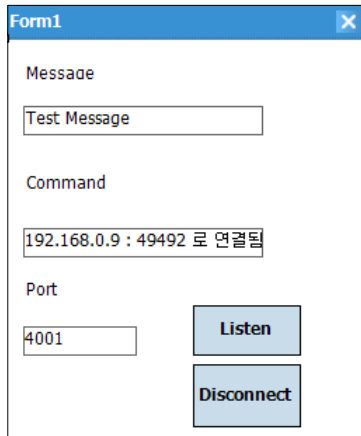 Form1
Message
Test Message
Command
192.168.0.9 : 49492 로 연결됨
Port
4001
Listen
Disconnect